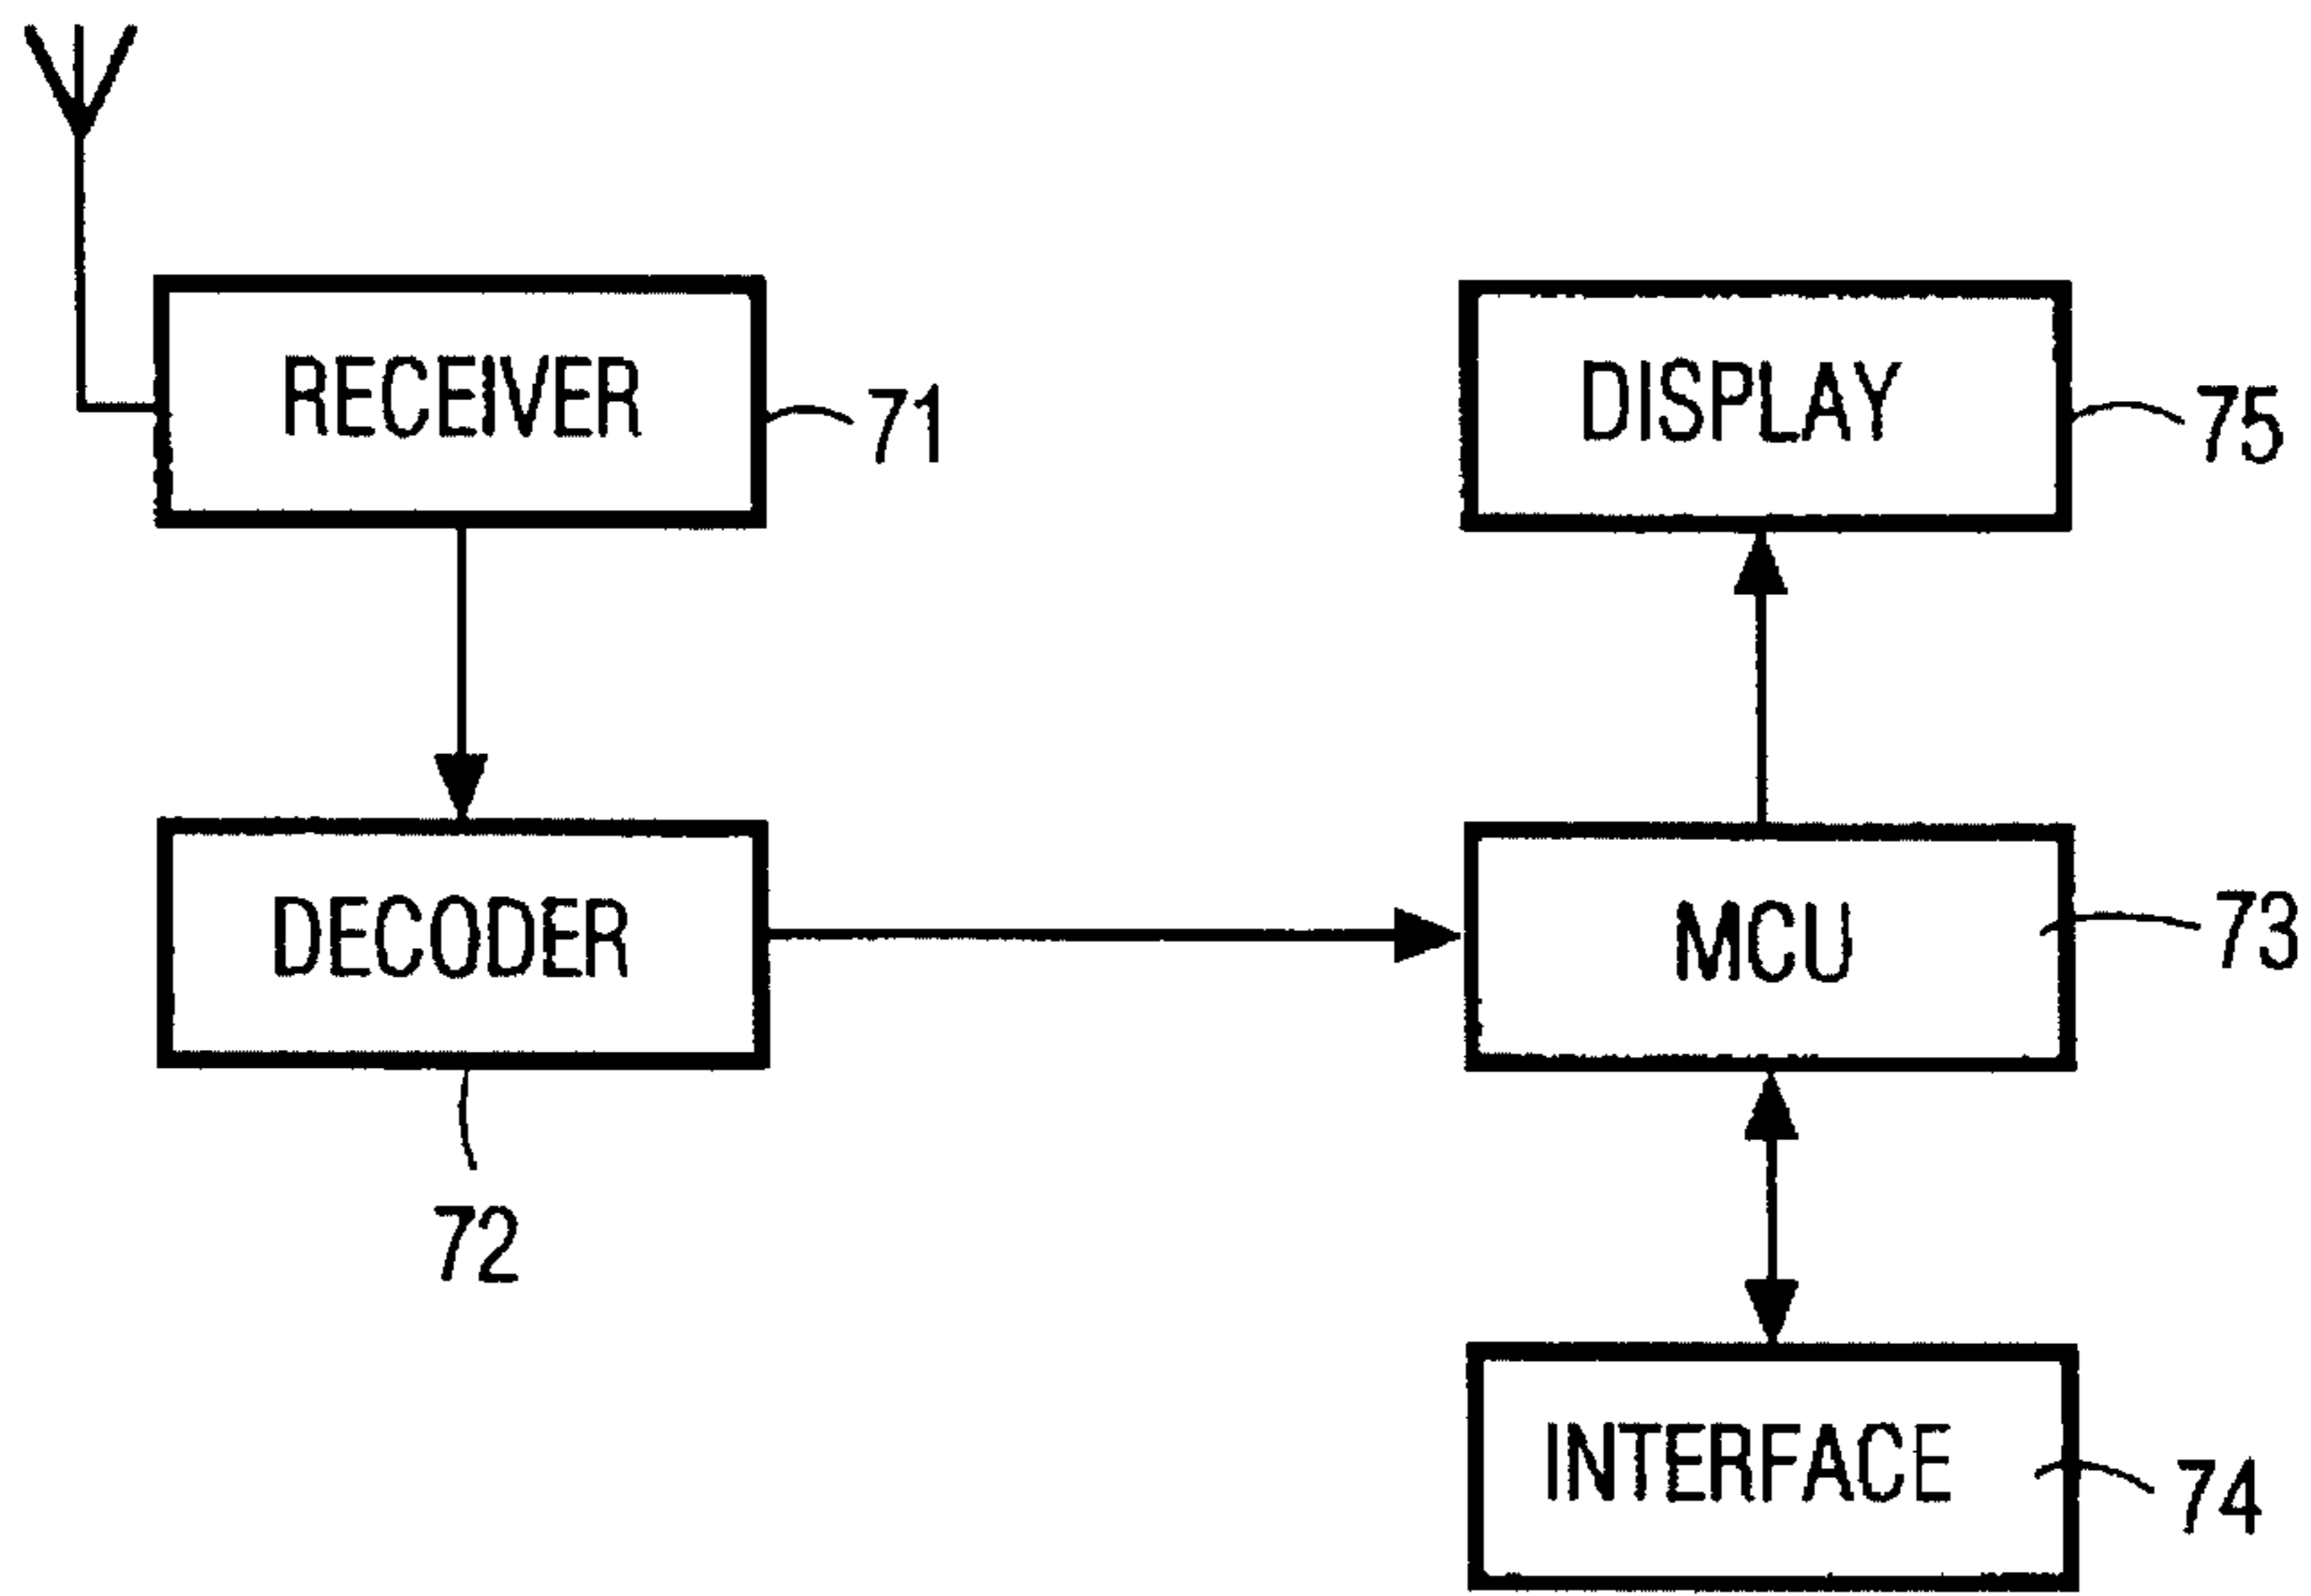 RECEIVER
71
DISPLAY
75
DECODER
72
MCU
73
INTERFACE
74